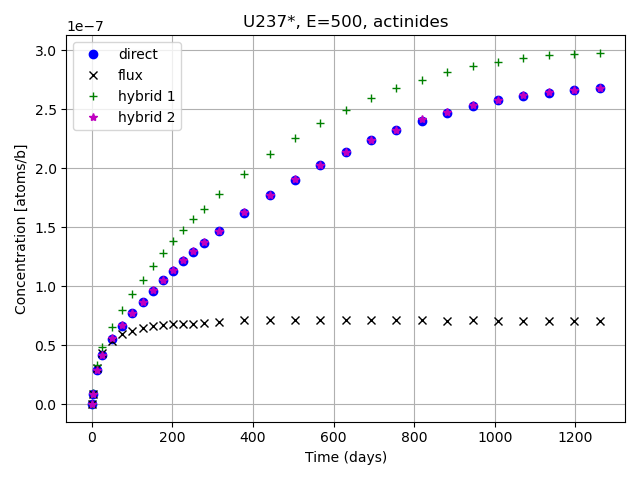 U237*, E=500, actinides
1e−7
direct
flux
hybrid 1
hybrid 2
Concentration [atoms/b]
3.0
2.5
2.0
1.5
1.0
0.5
0.0
0 200 400 600 800 1000 1200
Time (days)